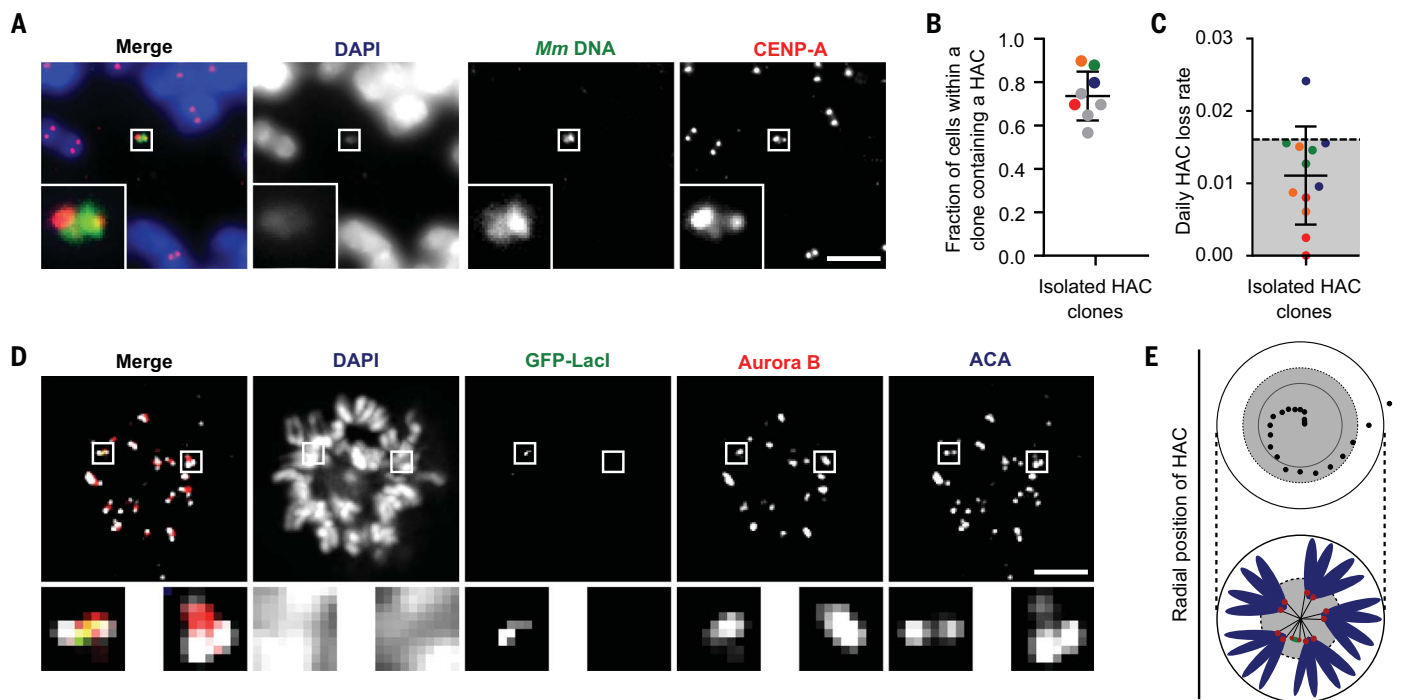 A
Merge
DAPI
Mm DNA
CENP-A
B
Fraction of cells within a
clone containing a HAC
1.0
0.8
0.6
0.4
0.2
0.0
Isolated HAC
clones
C
Daily HAC loss rate
0.03
0.02
0.01
0.00
Isolated HAC
clones
D
Merge
DAPI
GFP-LacI
Aurora B
ACA
E
Radial position of HAC